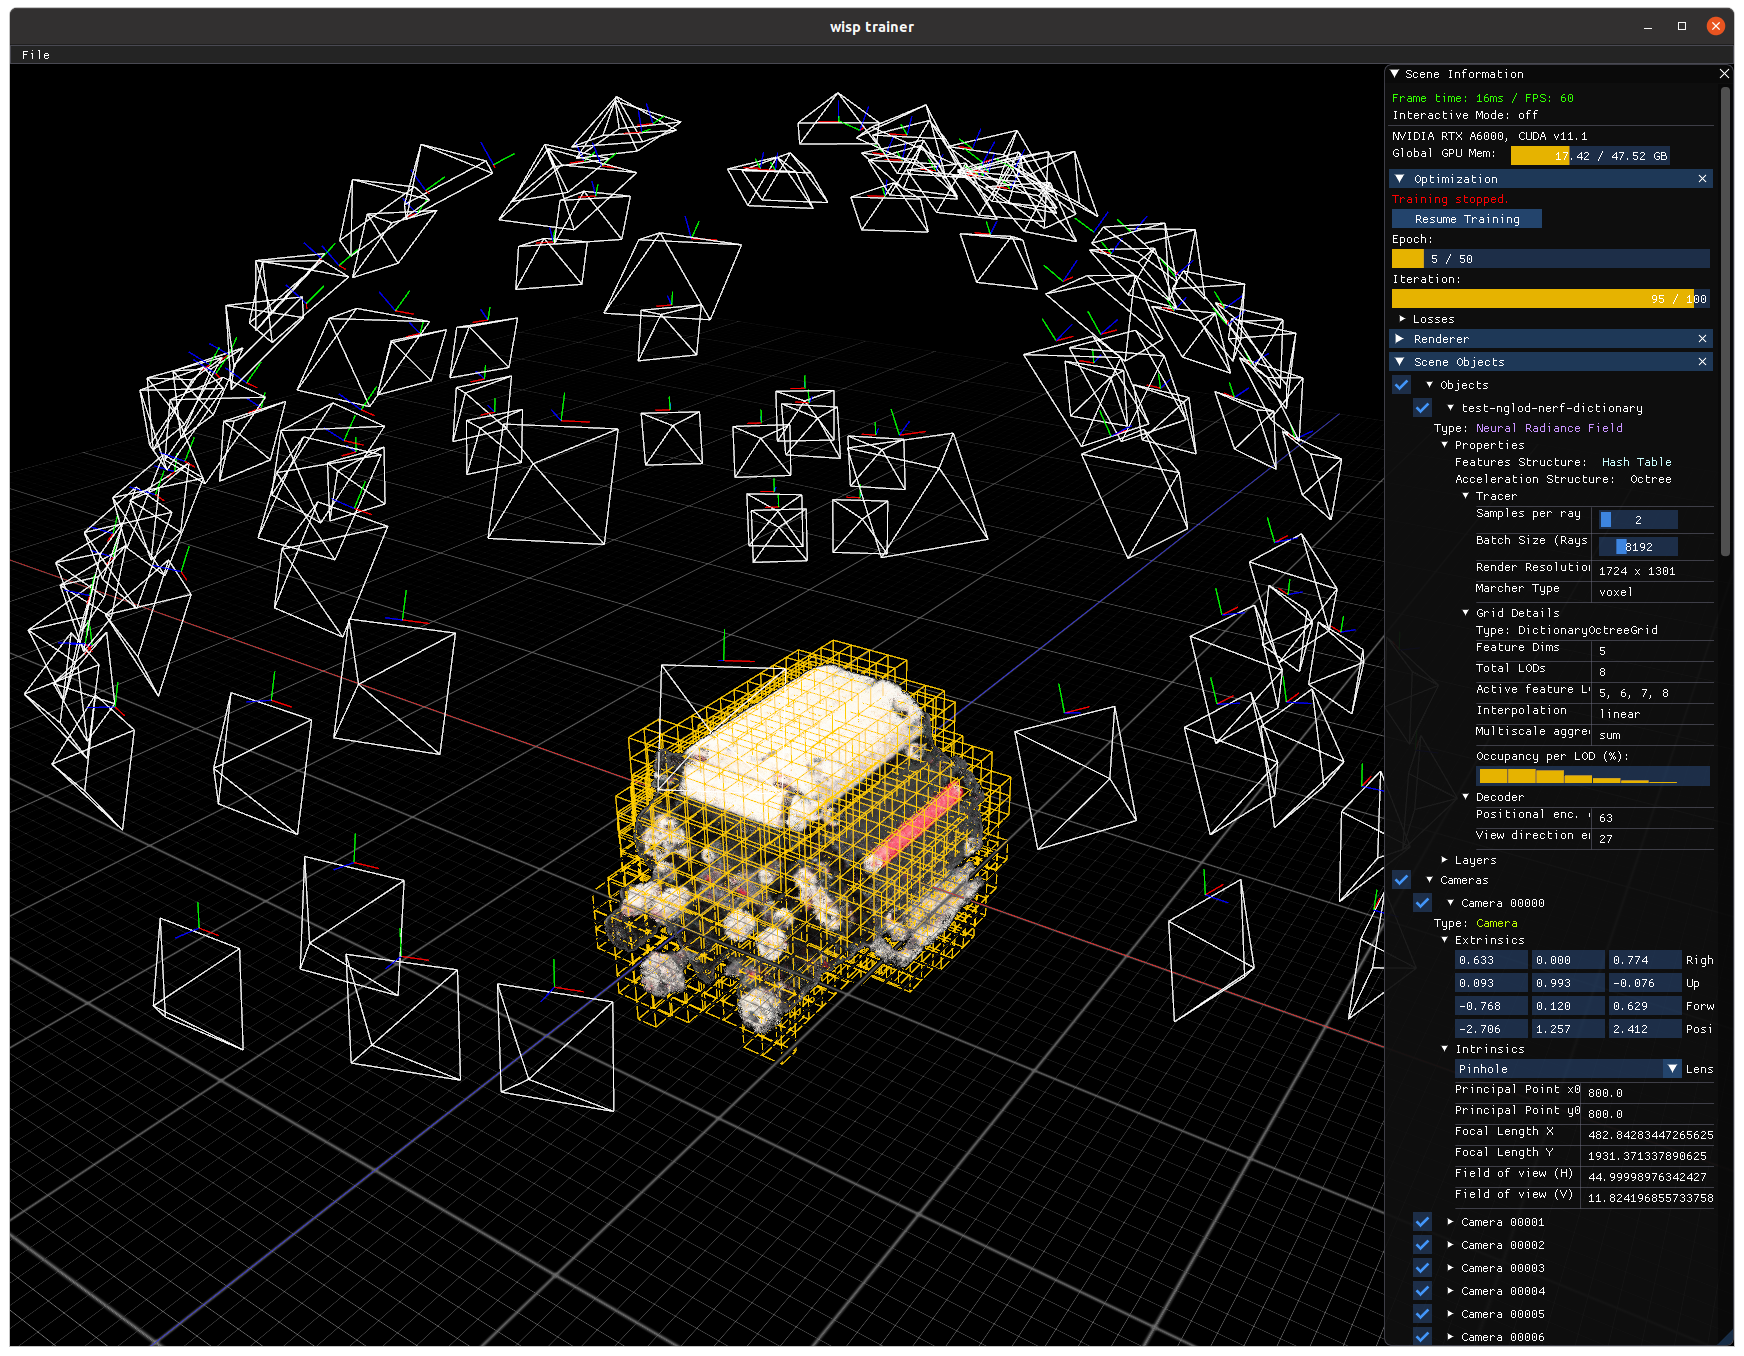 wisp trainer
File
Scene Information
Frame time: 16ms / FPS: 60
Interactive Mode: off
NVIDIA RTX A6000, CUDA v11.1
Global GPU Mem: 17.42 / 47.52 GB
Optimization
Training stopped.
Resume Training
Epoch:
5 / 50
Iteration:
95 / 100
Losses
Renderer
Scene Objects
Objects
test-nglod-nerf-dictionary
Type: Neural Radiance Field
Properties
Features Structure: Hash Table
Acceleration Structure: Octree
Tracer
Samples per ray 2
Batch Size (Rays 8192
Render Resolution 1724 x 1301
Marcher Type voxel
Grid Details
Type: DictionaryOctreeGrid
Feature Dims 5
Total LODs 8
Active feature L 5, 6, 7, 8
Interpolation linear
Multiscale aggre sum
Occupancy per LOD (%):
Decoder
Positional enc. 63
View direction e 27
Layers
Cameras
Camera 00000
Type: Camera
Extrinsics
0.633 0.000 0.774 Righ
0.093 0.993 -0.076 Up
-0.768 0.120 0.629 Forw
-2.706 1.257 2.412 Posi
Intrinsics
Pinhole Lens
Principal Point x0 800.0
Principal Point y0 800.0
Focal Length X 482.84283447265625
Focal Length Y 1931.371337890625
Field of view (H) 44.99998976342427
Field of view (V) 11.824196855733758
Camera 00001
Camera 00002
Camera 00003
Camera 00004
Camera 00005
Camera 00006